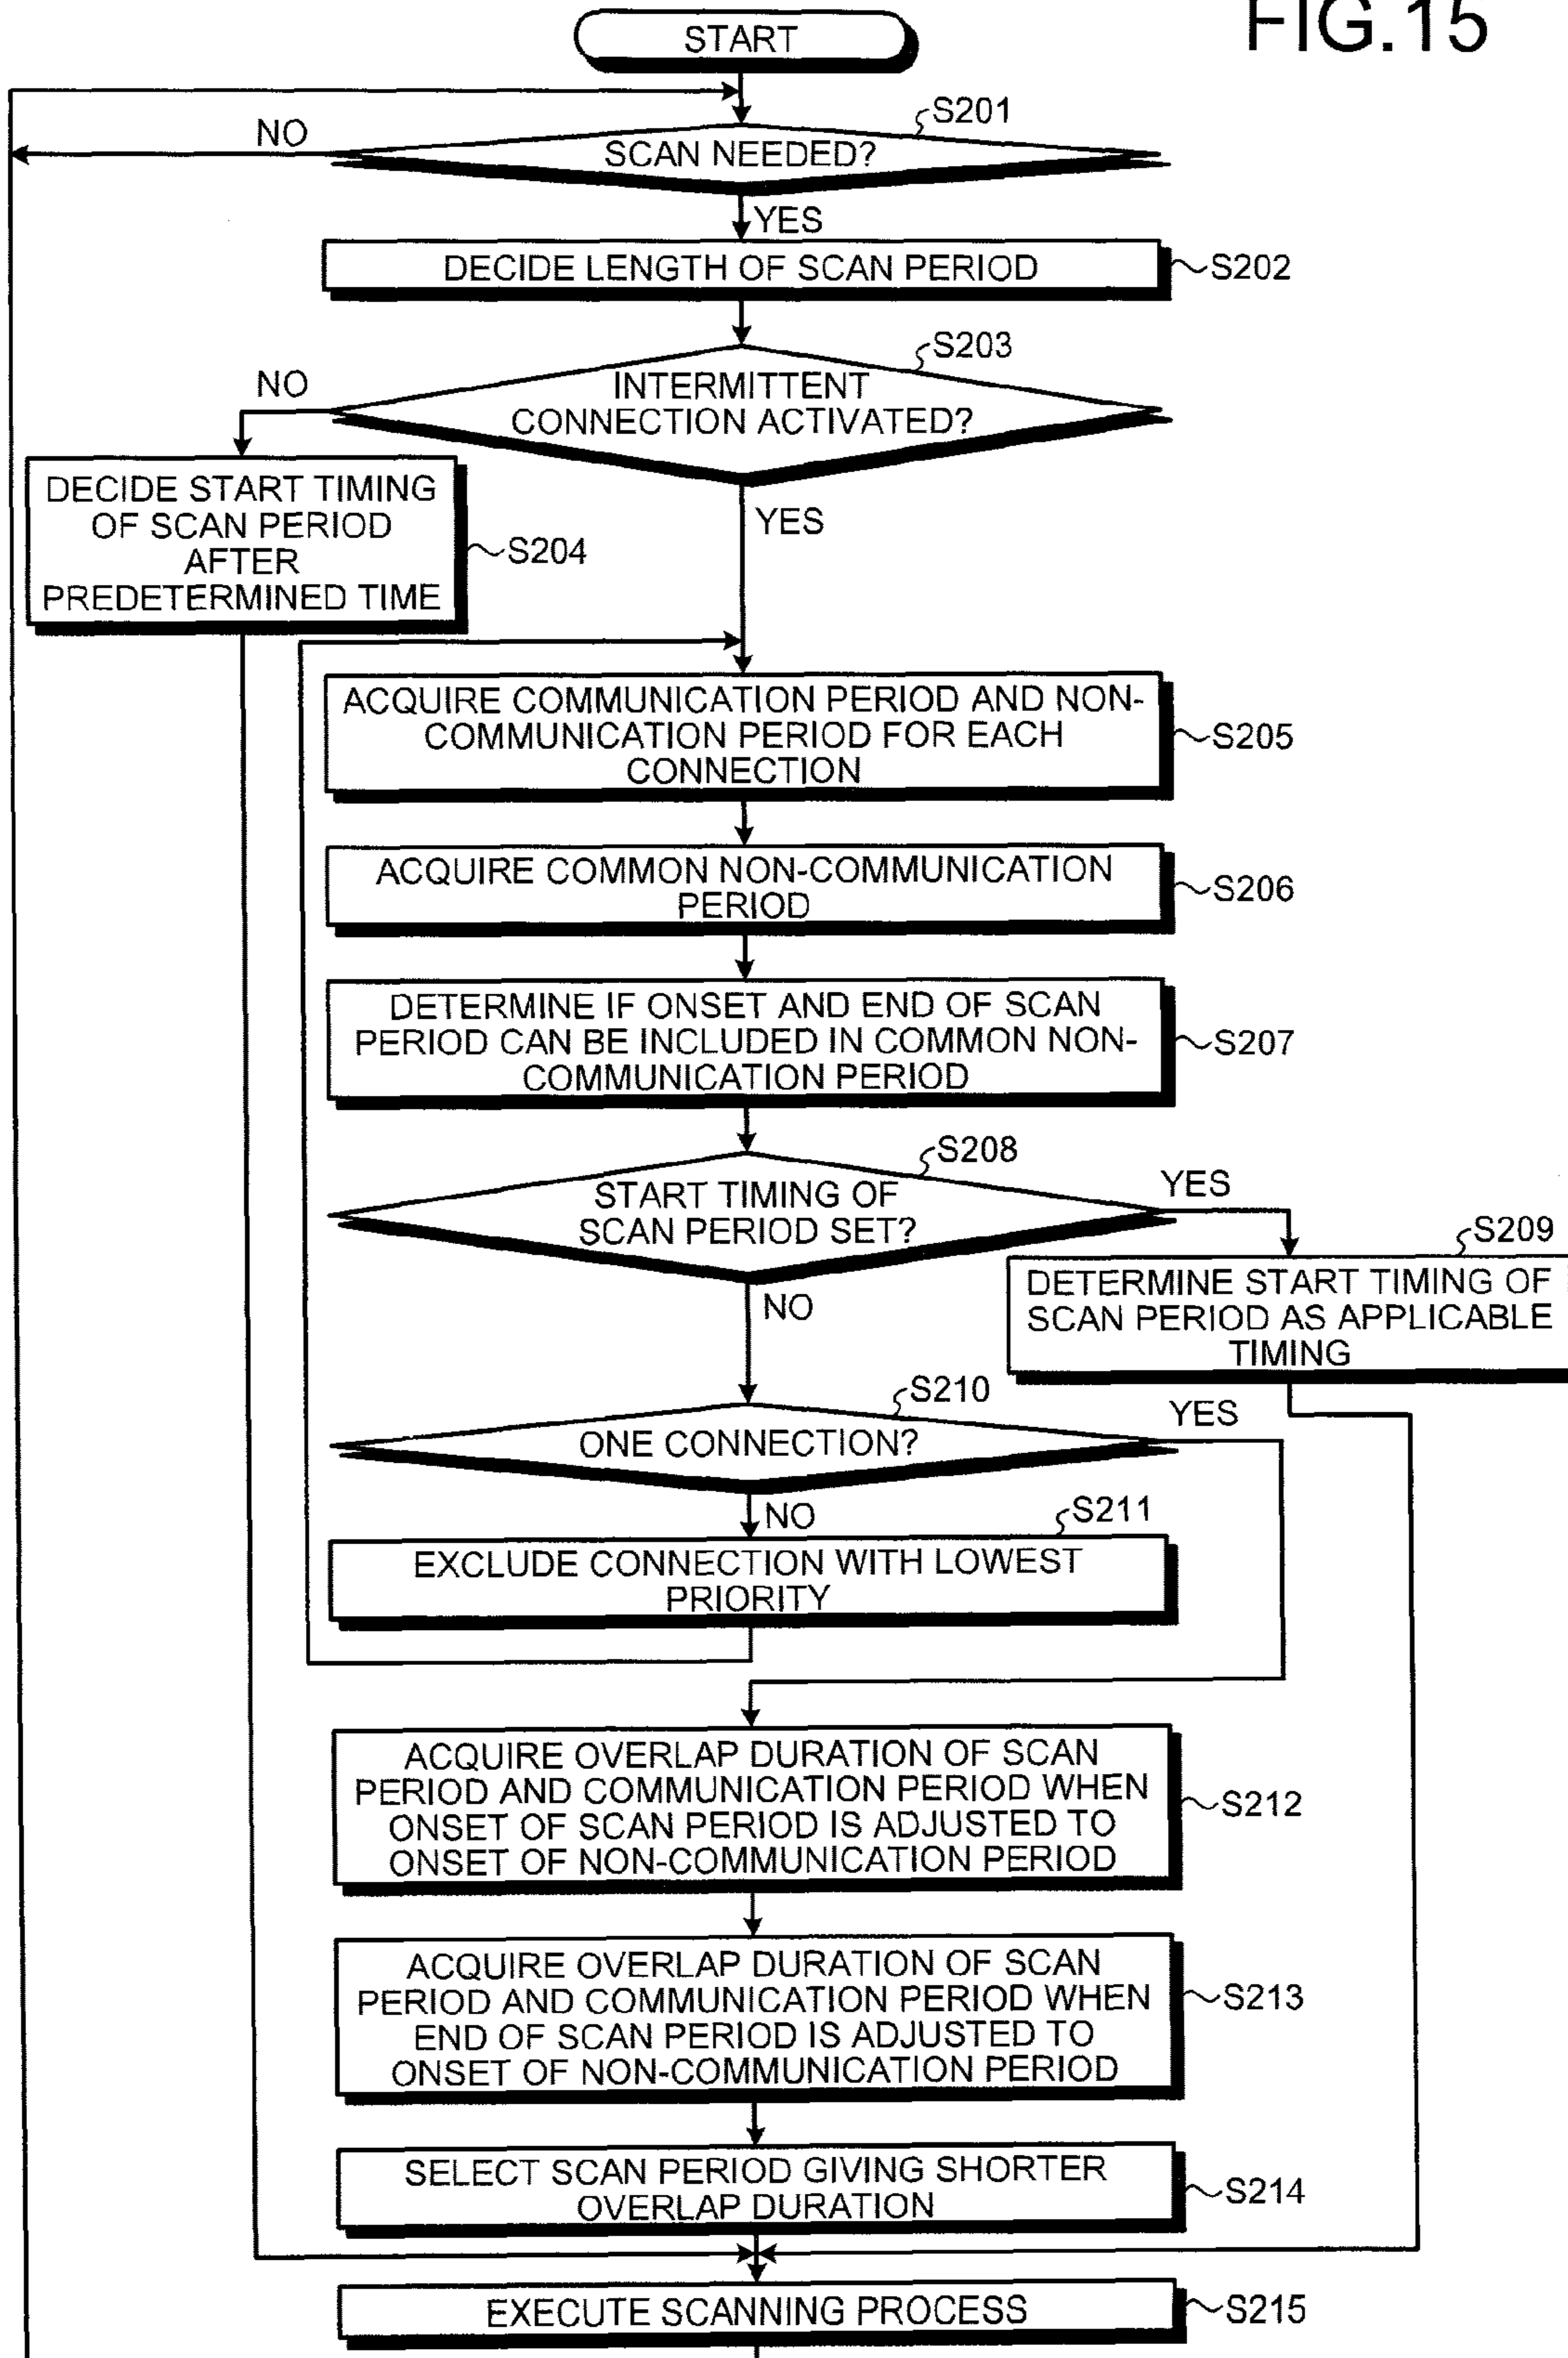 FIG.15
START
S201
NO
SCAN NEEDED?
YES
DECIDE LENGTH OF SCAN PERIOD
S202
S203
NO
INTERMITTENT
CONNECTION ACTIVATED?
YES
DECIDE START TIMING
OF SCAN PERIOD
AFTER
PREDETERMINED TIME
S204
ACQUIRE COMMUNICATION PERIOD AND NON-
COMMUNICATION PERIOD FOR EACH
CONNECTION
S205
ACQUIRE COMMON NON-COMMUNICATION
PERIOD
S206
DETERMINE IF ONSET AND END OF SCAN
PERIOD CAN BE INCLUDED IN COMMON NON-
COMMUNICATION PERIOD
S207
S208
START TIMING OF
SCAN PERIOD SET?
YES
NO
S209
DETERMINE START TIMING OF
SCAN PERIOD AS APPLICABLE
TIMING
S210
ONE CONNECTION?
YES
NO
S211
EXCLUDE CONNECTION WITH LOWEST
PRIORITY
ACQUIRE OVERLAP DURATION OF SCAN
PERIOD AND COMMUNICATION PERIOD WHEN
ONSET OF SCAN PERIOD IS ADJUSTED TO
ONSET OF NON-COMMUNICATION PERIOD
S212
ACQUIRE OVERLAP DURATION OF SCAN
PERIOD AND COMMUNICATION PERIOD WHEN
END OF SCAN PERIOD IS ADJUSTED TO
ONSET OF NON-COMMUNICATION PERIOD
S213
SELECT SCAN PERIOD GIVING SHORTER
OVERLAP DURATION
S214
EXECUTE SCANNING PROCESS
S215